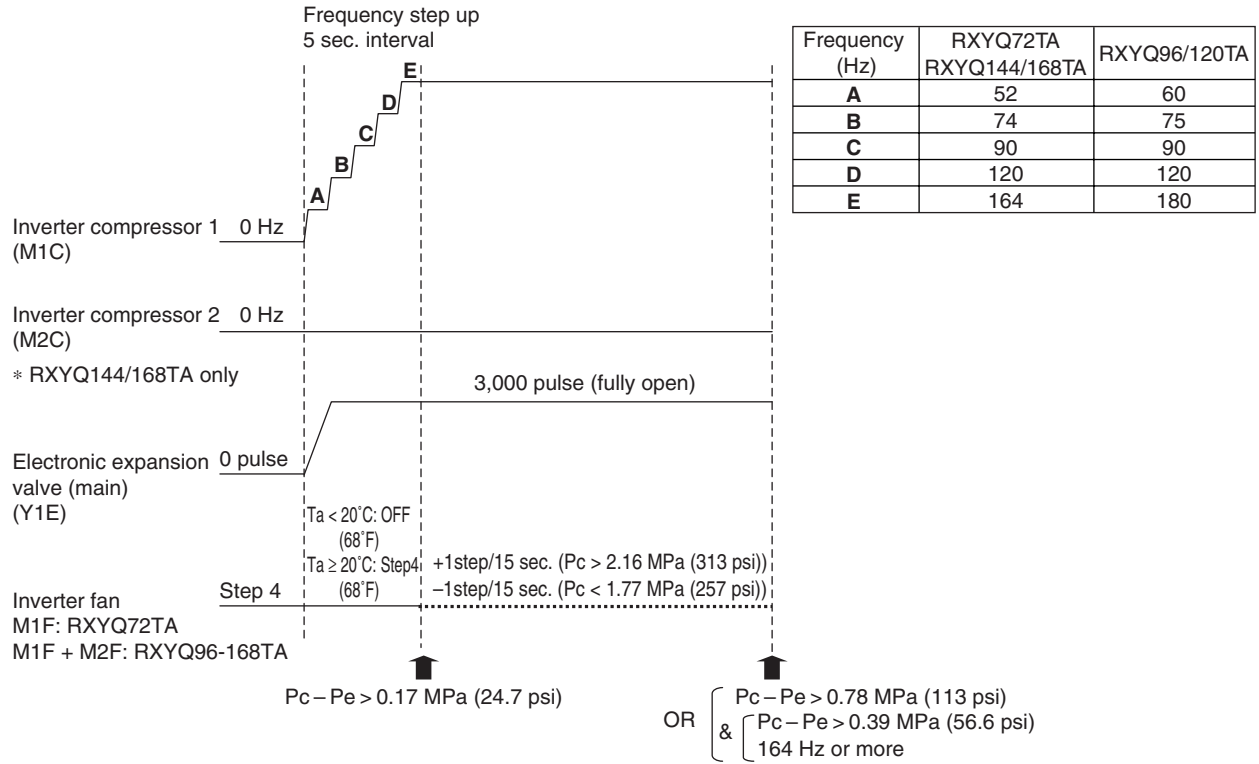 Frequency step up
5 sec. interval
E
D
C
B
A
Inverter compressor 1 0 Hz
(M1C)
Inverter compressor 2 0 Hz
(M2C)
* RXYQ144/168TA only
3,000 pulse (fully open)
Electronic expansion 0 pulse
valve (main)
(Y1E)
Ta < 20˚C: OFF
(68˚F)
Ta ≥ 20˚C: Step4
(68˚F)
+1step/15 sec. (Pc > 2.16 MPa (313 psi))
–1step/15 sec. (Pc < 1.77 MPa (257 psi))
Step 4
Inverter fan
M1F: RXYQ72TA
M1F + M2F: RXYQ96-168TA
Pc – Pe > 0.17 MPa (24.7 psi)
OR
Pc – Pe > 0.78 MPa (113 psi)
&
Pc – Pe > 0.39 MPa (56.6 psi)
164 Hz or more
Frequency (Hz) RXYQ72TA RXYQ144/168TA RXYQ96/120TA
A 52 60
B 74 75
C 90 90
D 120 120
E 164 180